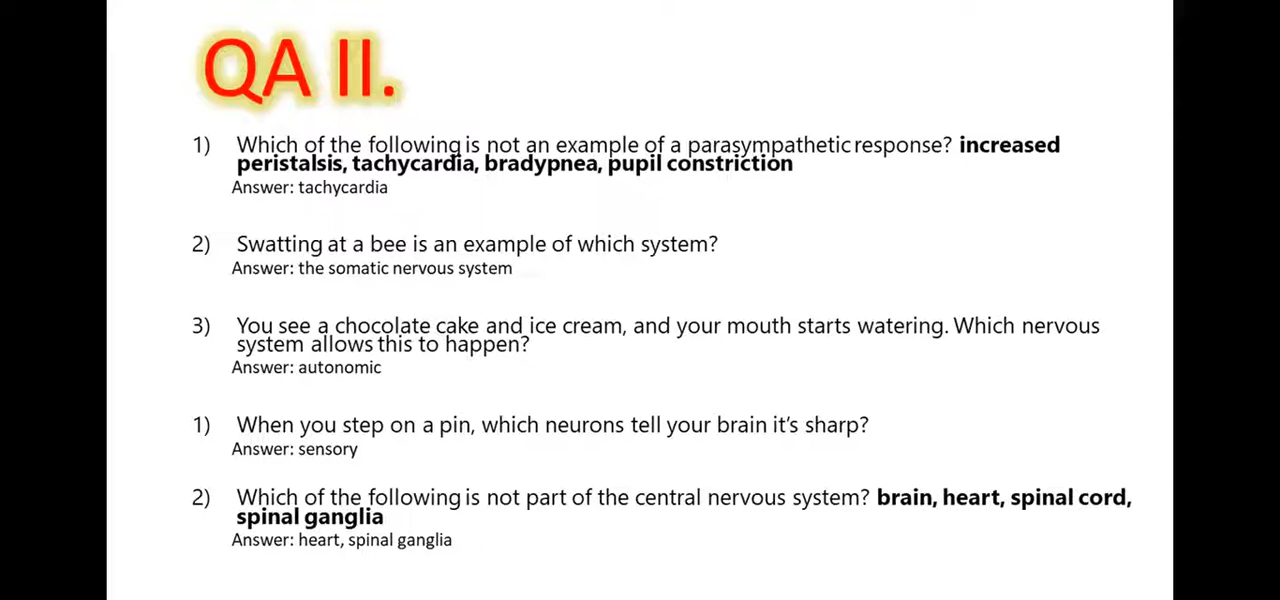 QA II.
1) Which of the following is not an example of a parasympathetic response? increased
peristalsis, tachycardia, bradypnea, pupil constriction
Answer: tachycardia
2) Swatting at a bee is an example of which system?
Answer: the somatic nervous system
3) You see a chocolate cake and ice cream, and your mouth starts watering. Which nervous
system allows this to happen?
Answer: autonomic
1) When you step on a pin, which neurons tell your brain it’s sharp?
Answer: sensory
2) Which of the following is not part of the central nervous system? brain, heart, spinal cord,
spinal ganglia
Answer: heart, spinal ganglia